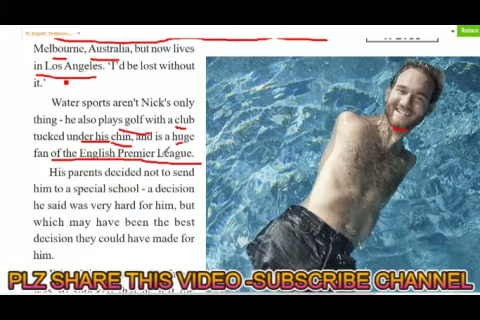 Melbourne, Australia, but now lives
in Los Angeles. ‘I’d be lost without
it.’
Water sports aren't Nick's only
thing - he also plays golf with a club
tucked under his chin, and is a huge
fan of the English Premier League.
His parents decided not to send
him to a special school - a decision
he said was very hard for him, but
which may have been the best
decision they could have made for
him.
PLZ SHARE THIS VIDEO -SUBSCRIBE CHANNEL